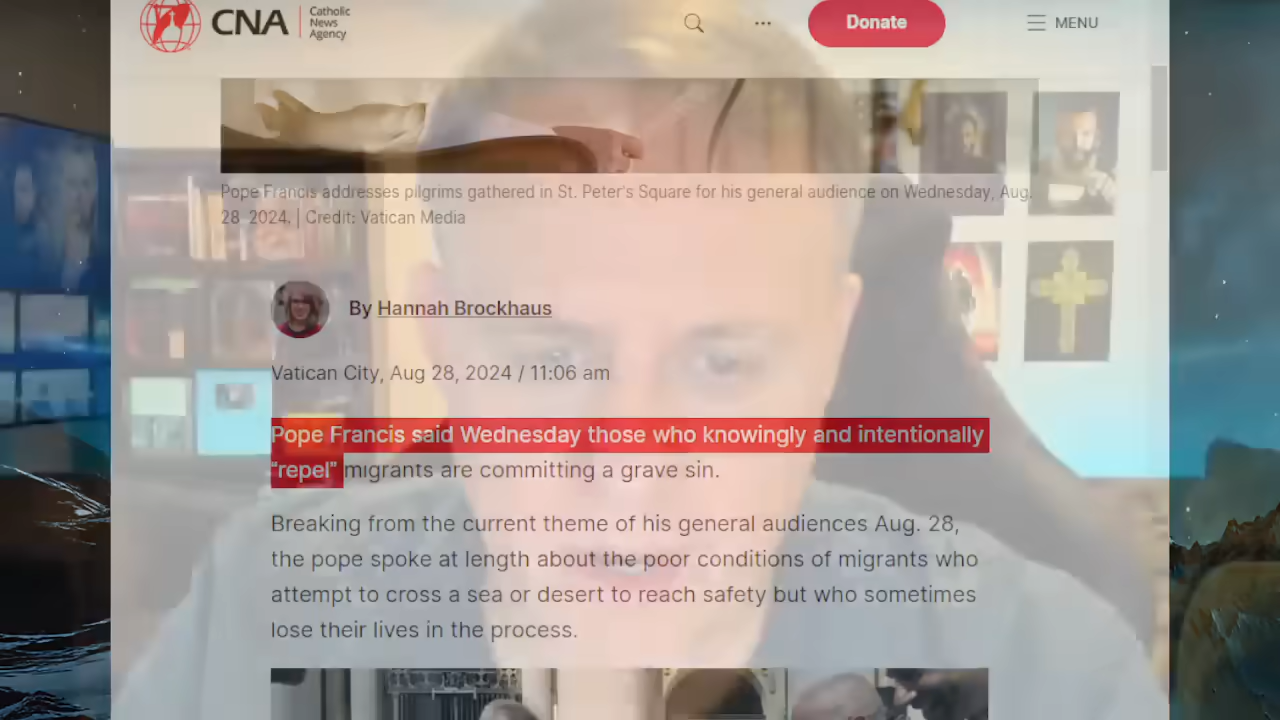 CNA
Catholic
News
Agency
Donate
MENU
Pope Francis addresses pilgrims gathered in St. Peter's Square for his general audience on Wednesday, Aug.
28, 2024. | Credit: Vatican Media
By Hannah Brockhaus
Vatican City, Aug 28, 2024 / 11:06 am
Pope Francis said Wednesday those who knowingly and intentionally
“repel” migrants are committing a grave sin.
Breaking from the current theme of his general audiences Aug. 28,
the pope spoke at length about the poor conditions of migrants who
attempt to cross a sea or desert to reach safety but who sometimes
lose their lives in the process.